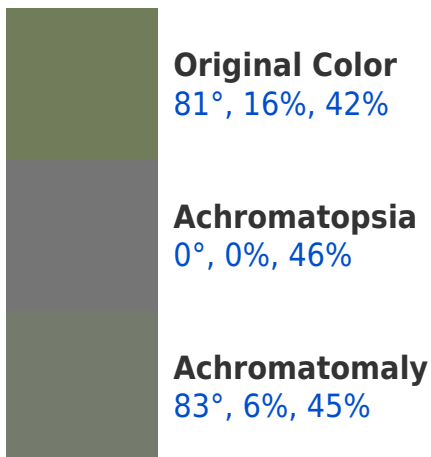 Original Color
81°, 16%, 42%
Achromatopsia
0°, 0%, 46%
Achromatomaly
83°, 6%, 45%